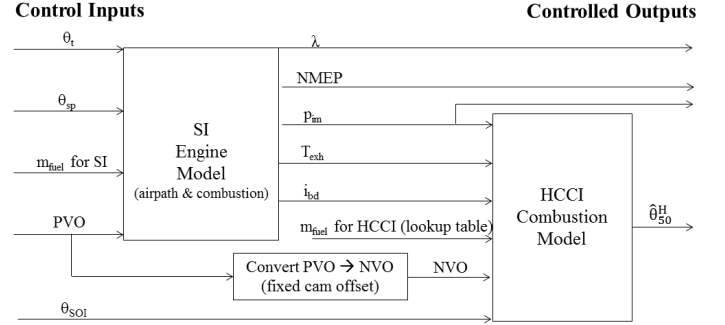 Control Inputs
Controlled Outputs
θt
λ
NMEP
θsp
pim
SI
Engine
Model
(airpath & combustion)
Texh
mfuel for SI
ibd
HCCI
Combustion
Model
θ̂50H
PVO
mfuel for HCCI (lookup table)
Convert PVO → NVO
(fixed cam offset)
NVO
θSOI